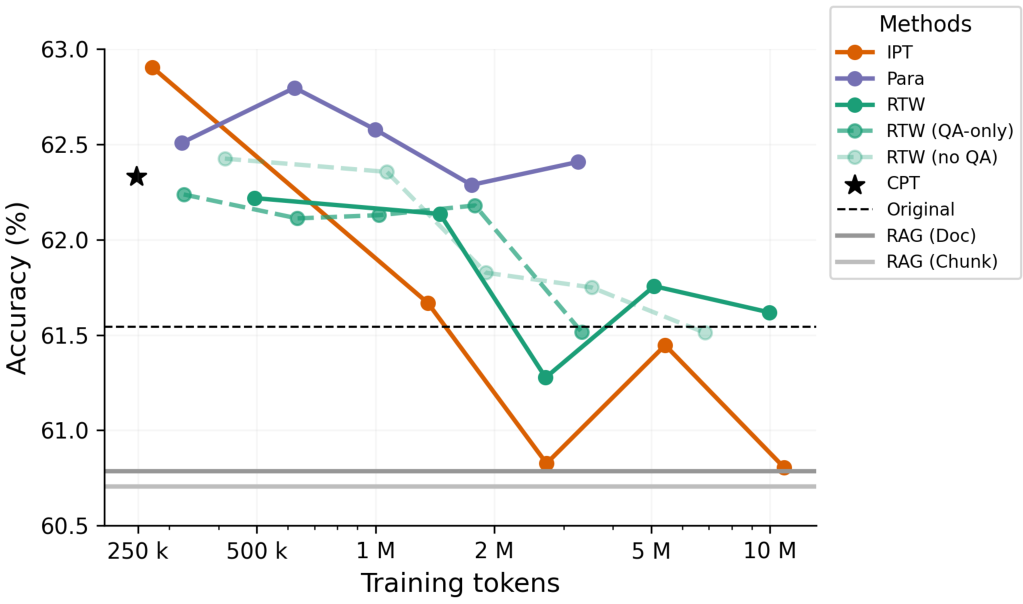 Methods
IPT
Para
RTW
RTW (QA-only)
RTW (no QA)
CPT
Original
RAG (Doc)
RAG (Chunk)
63.0
62.5
62.0
61.5
61.0
60.5
Accuracy (%)
250 k
500 k
1 M
2 M
5 M
10 M
Training tokens